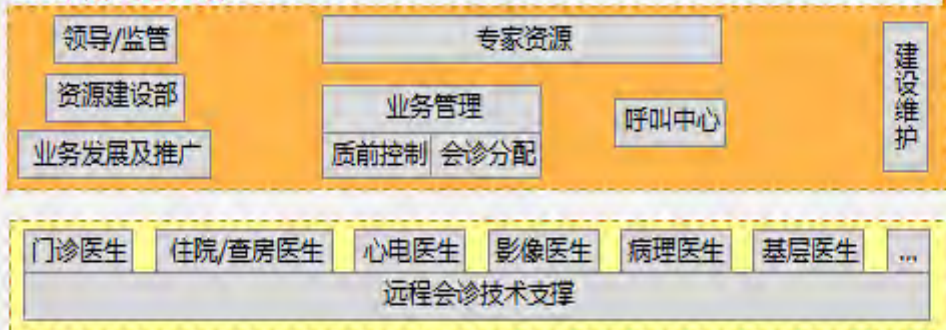 领导/监管
专家资源
建设维护
资源建设部
业务管理
呼叫中心
业务发展及推广
质前控制 会诊分配
门诊医生 住院/查房医生 心电医生 影像医生 病理医生 基层医生 ...
远程会诊技术支撑